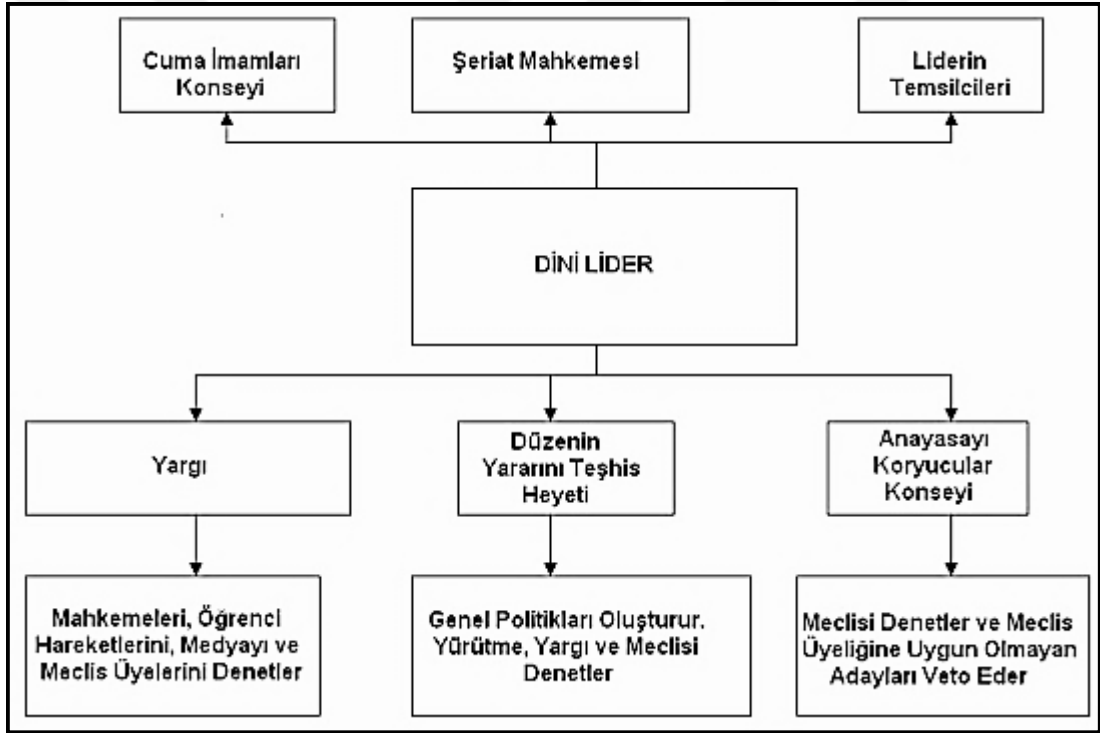 Cuma İmamları
Konseyi
Şeriat Mahkemesi
Liderin
Temsilcileri
DİNİ LİDER
Yargı
Düzenin
Yararını Teşhis
Heyeti
Anayasayı
Koryucular
Konseyi
Mahkemeleri, Öğrenci
Hareketlerini, Medyayı ve
Meclis Üyelerini Denetler
Genel Politikları Oluşturur.
Yürütme, Yargı ve Meclisi
Denetler
Meclisi Denetler ve Meclis
Üyeliğine Uygun Olmayan
Adayları Veto Eder